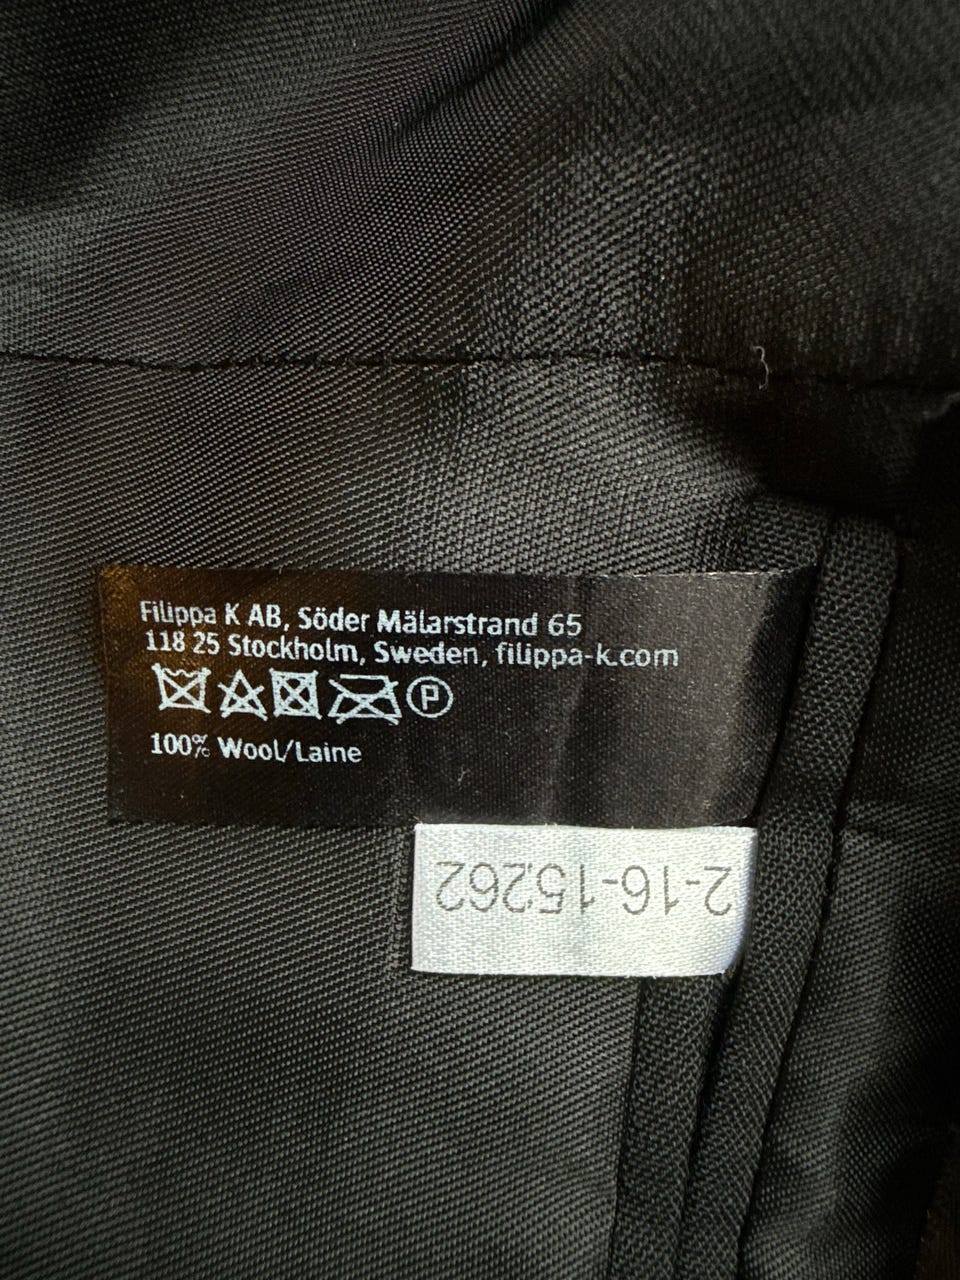 Filippa K AB, Söder Mälarstrand 65
118 25 Stockholm, Sweden, filippa-k.com
P
100% Wool/Laine
2-16-15262